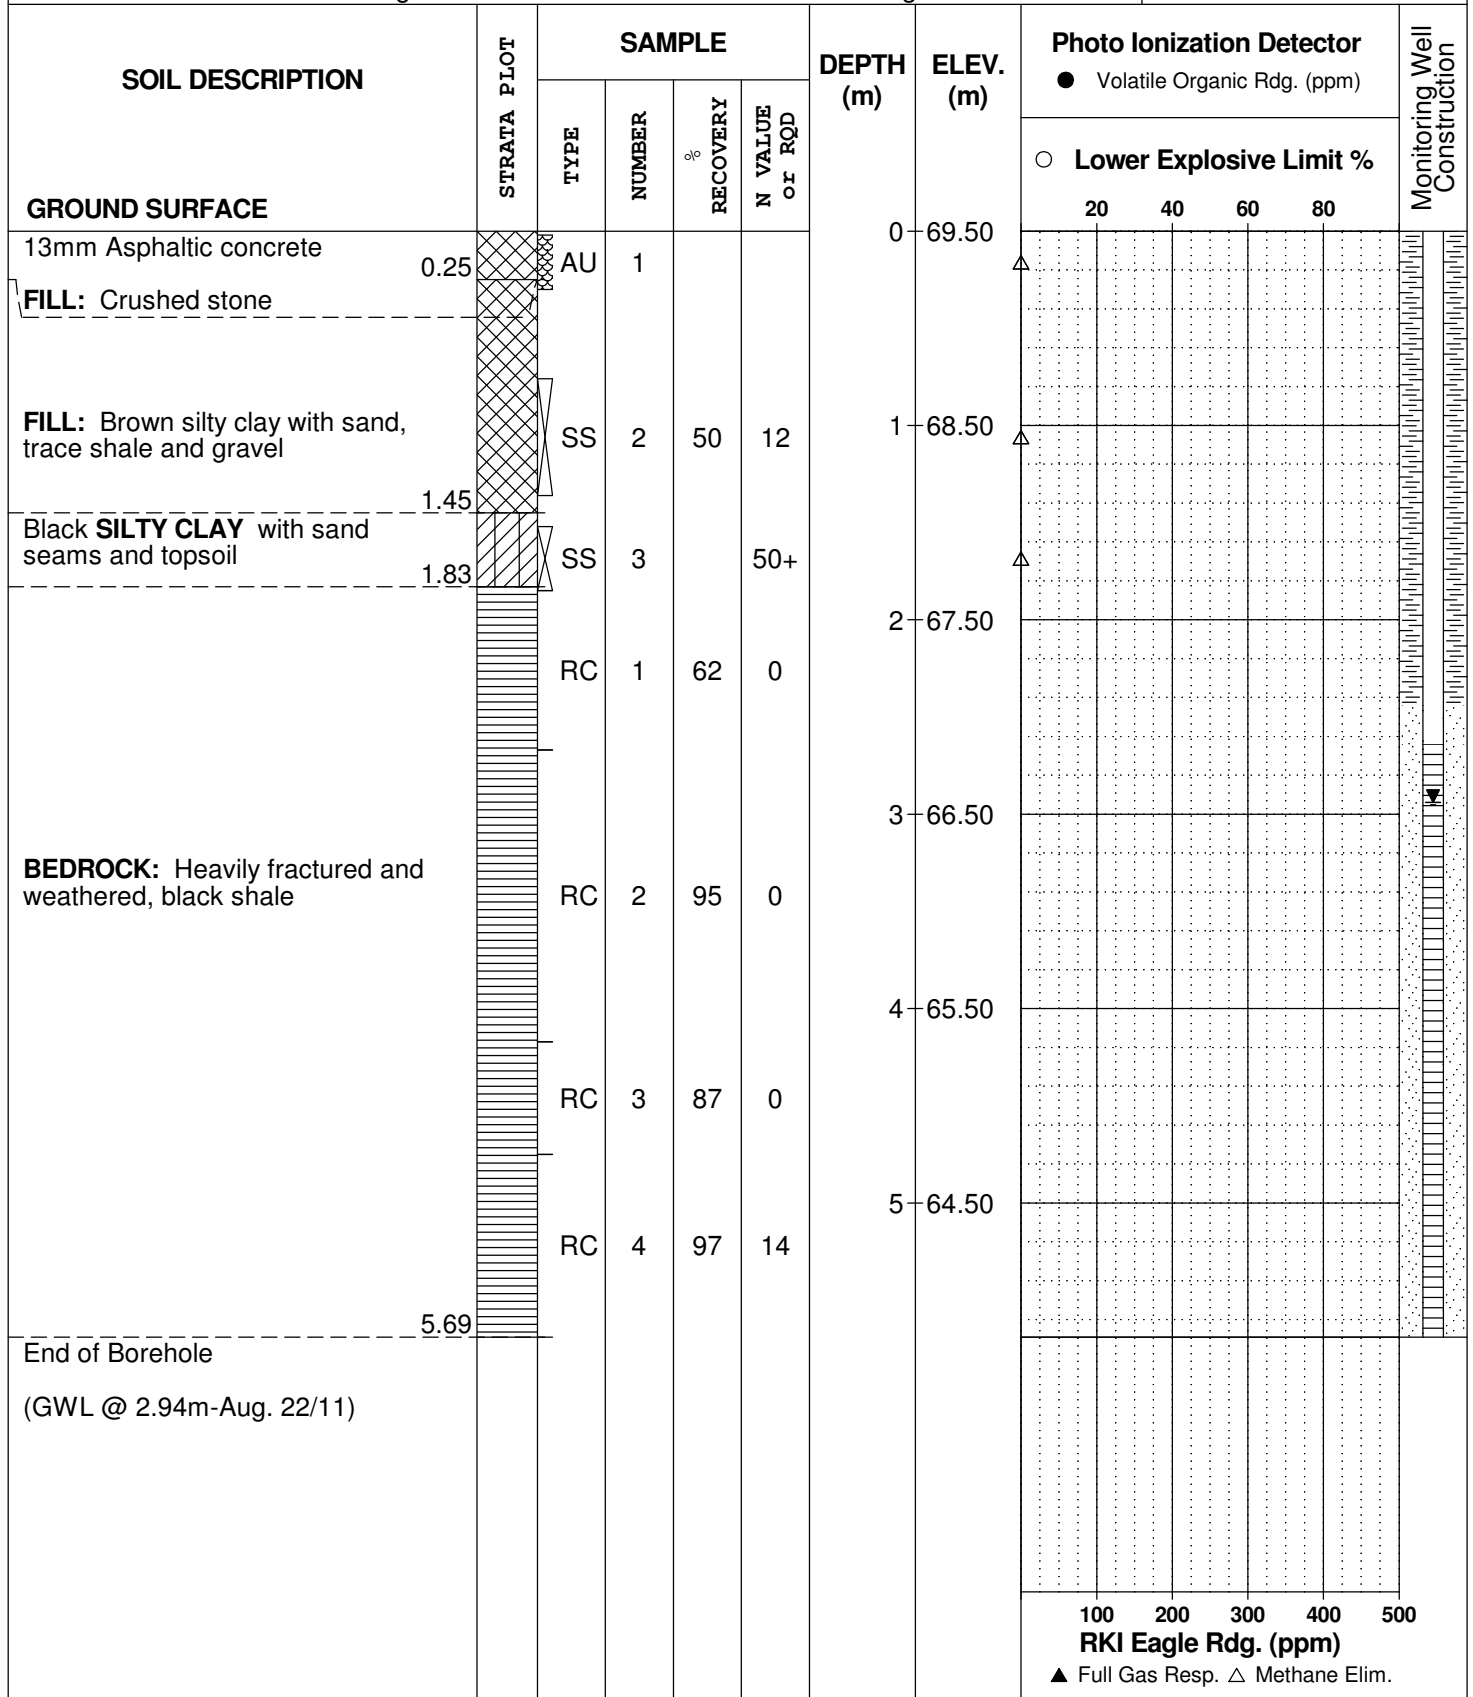 SOIL DESCRIPTION
GROUND SURFACE
STRATA PLOT
SAMPLE
TYPE
NUMBER
%
RECOVERY
N VALUE
or RQD
DEPTH
(m)
ELEV.
(m)
Photo Ionization Detector
● Volatile Organic Rdg. (ppm)
○ Lower Explosive Limit %
20 40 60 80
Monitoring Well
Construction
0 69.50
13mm Asphaltic concrete
0.25
AU 1
FILL: Crushed stone
FILL: Brown silty clay with sand,
trace shale and gravel
1.45
SS 2 50 12
1 68.50
Black SILTY CLAY with sand
seams and topsoil
1.83
SS 3 50+
2 67.50
RC 1 62 0
3 66.50
BEDROCK: Heavily fractured and
weathered, black shale
RC 2 95 0
4 65.50
RC 3 87 0
5 64.50
RC 4 97 14
5.69
End of Borehole
(GWL @ 2.94m-Aug. 22/11)
100 200 300 400 500
RKI Eagle Rdg. (ppm)
▲ Full Gas Resp. △ Methane Elim.